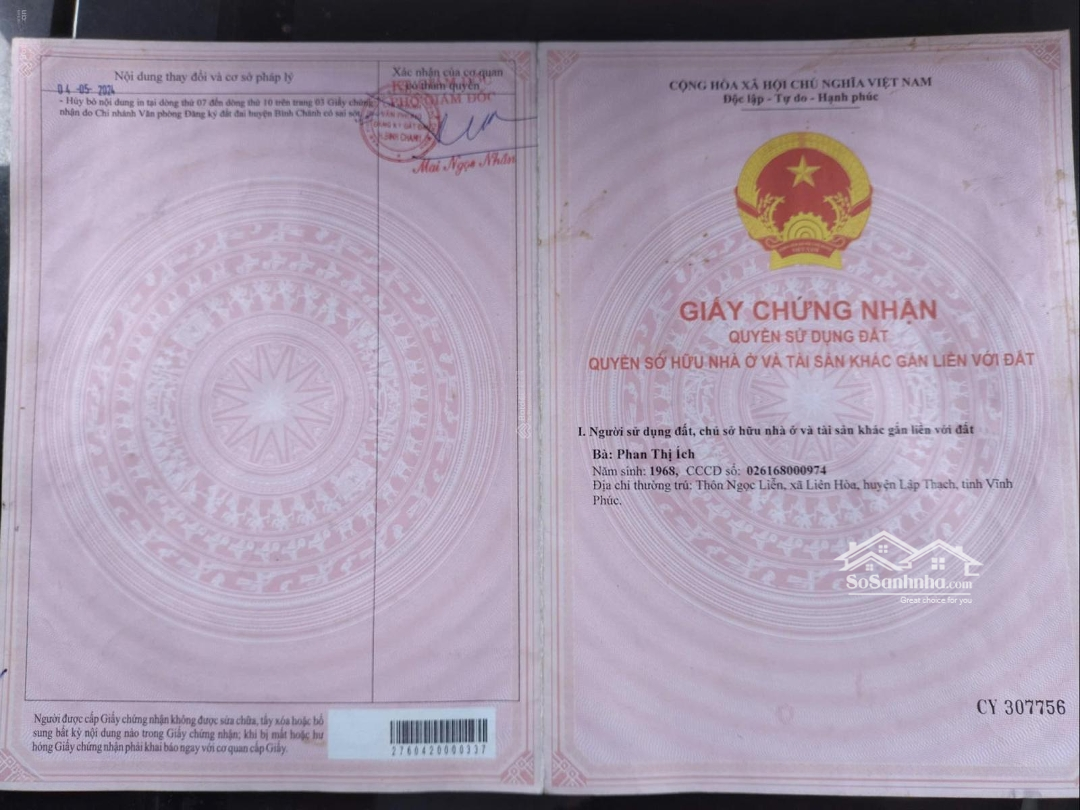 Nội dung thay đổi và cơ sở pháp lý
Xác nhận của cơ quan
có thẩm quyền
04-05-2024
PHÓ GIÁM ĐỐC
- Hủy bỏ nội dung in tại dòng thứ 07 đến dòng thứ 10 trên trang 03 Giấy chứng
nhận do Chi nhánh Văn phòng Đăng ký đất đai huyện Bình Chánh có sai sót.
Mai Ngọc Nhân
Người được cấp Giấy chứng nhận không được sửa chữa, tẩy xóa hoặc bổ
sung bất kỳ nội dung nào trong Giấy chứng nhận; khi bị mất hoặc hư
hỏng Giấy chứng nhận phải khai báo ngay với cơ quan cấp Giấy.
2760420000337
CỘNG HÒA XÃ HỘI CHỦ NGHĨA VIỆT NAM
Độc lập - Tự do - Hạnh phúc
VIỆT NAM
GIẤY CHỨNG NHẬN
QUYỀN SỬ DỤNG ĐẤT
QUYỀN SỞ HỮU NHÀ Ở VÀ TÀI SẢN KHÁC GẮN LIỀN VỚI ĐẤT
I. Người sử dụng đất, chủ sở hữu nhà ở và tài sản khác gắn liền với đất
Bà: Phan Thị Ích
Năm sinh: 1968, CCCD số: 026168000974
Địa chỉ thường trú: Thôn Ngọc Liễn, xã Liên Hòa, huyện Lập Thạch, tỉnh Vĩnh
Phúc.
SoSanhnha.com
Great choice for you
CY 307756